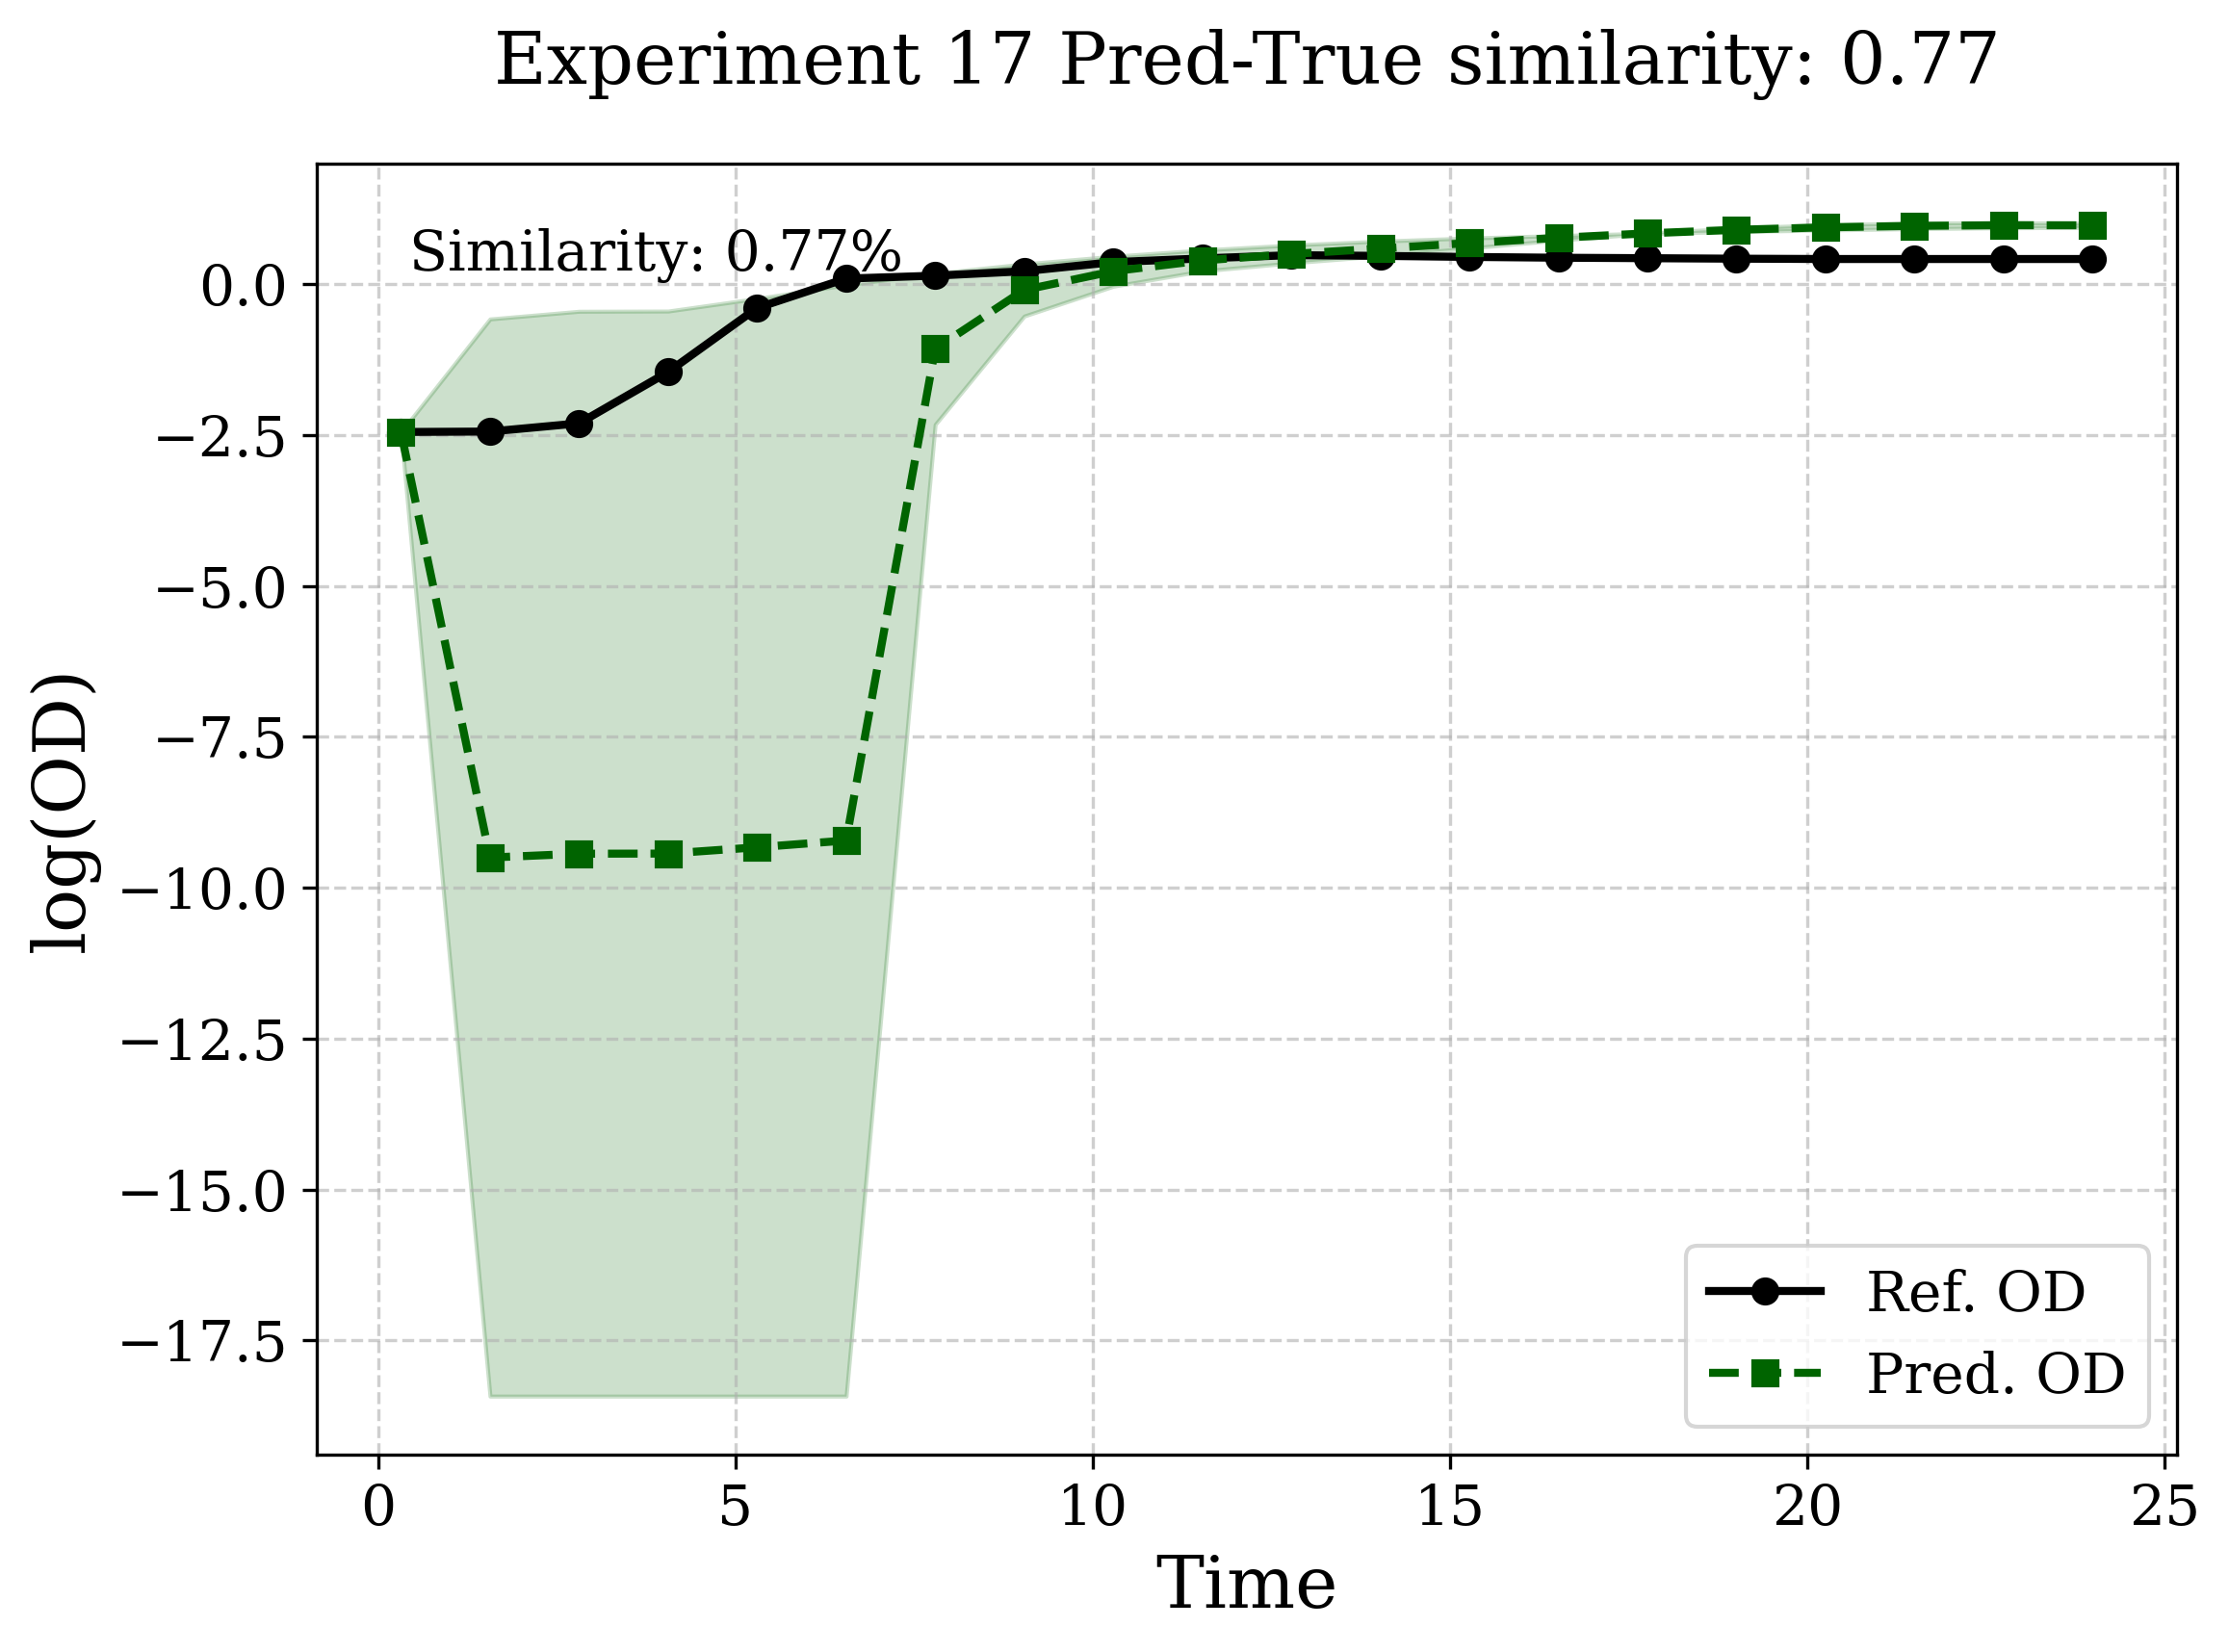 Experiment 17 Pred-True similarity: 0.77
Similarity: 0.77%
log(OD)
0.0
−2.5
−5.0
−7.5
−10.0
−12.5
−15.0
−17.5
Ref. OD
Pred. OD
0 5 10 15 20 25
Time